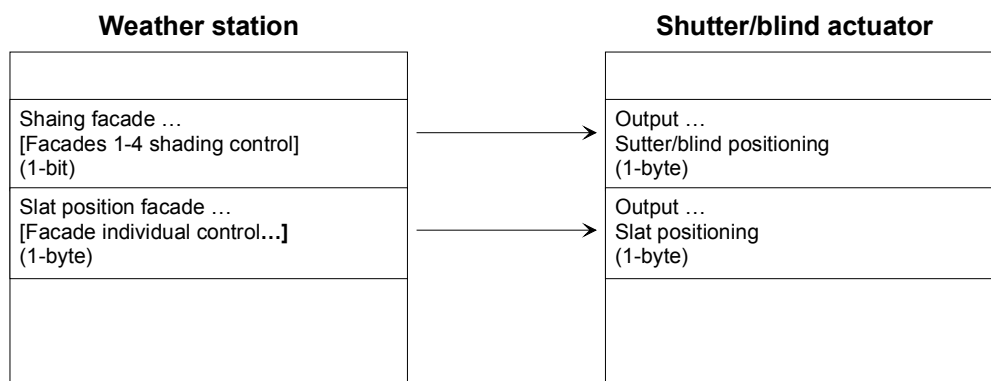 Weather station
Shutter/blind actuator
Shaing facade …
[Facades 1-4 shading control]
(1-bit)
Output …
Sutter/blind positioning
(1-byte)
Slat position facade …
[Facade individual control…]
(1-byte)
Output …
Slat positioning
(1-byte)